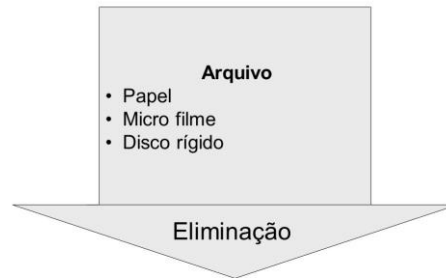 Arquivo
• Papel
• Micro filme
• Disco rígido
Eliminação